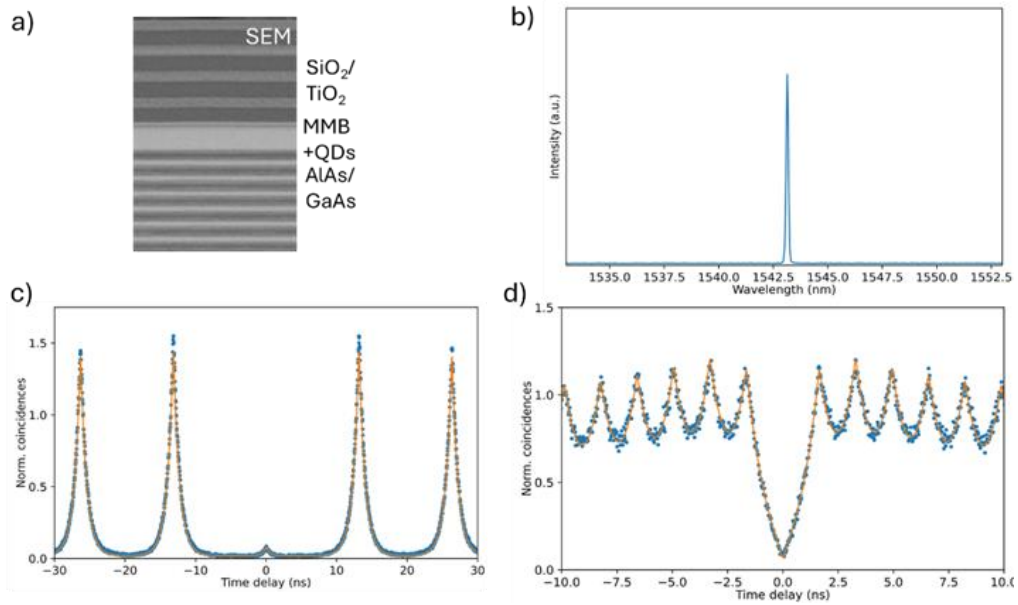 a)
SEM
SiO₂/
TiO₂
MMB
+QDs
AlAs/
GaAs
b)
Intensity (a.u.)
1535.0 1537.5 1540.0 1542.5 1545.0 1547.5 1550.0 1552.5
Wavelength (nm)
c)
Norm. coincidences
1.5
1.0
0.5
0.0
−30 −20 −10 0 10 20 30
Time delay (ns)
d)
Norm. coincidences
1.5
1.0
0.5
0.0
−10.0 −7.5 −5.0 −2.5 0.0 2.5 5.0 7.5 10.0
Time delay (ns)